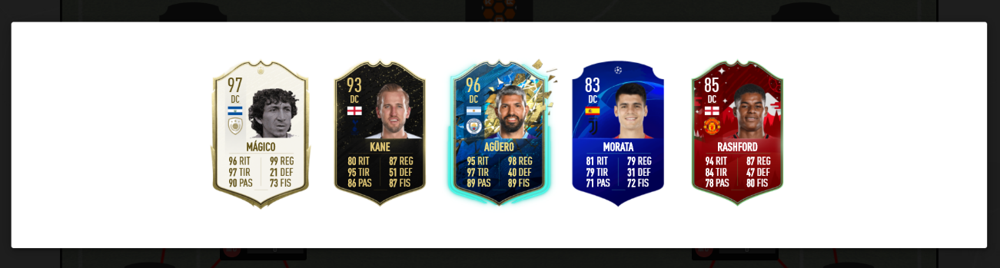 97
DC
MÁGICO
96 RIT 99 REG
97 TIR 21 DEF
90 PAS 73 FIS
93
DC
KANE
80 RIT 87 REG
95 TIR 51 DEF
86 PAS 87 FIS
96
DC
AGÜERO
95 RIT 98 REG
97 TIR 40 DEF
89 PAS 89 FIS
83
DC
MORATA
81 RIT 79 REG
79 TIR 31 DEF
71 PAS 72 FIS
85
DC
RASHFORD
94 RIT 87 REG
84 TIR 47 DEF
78 PAS 80 FIS